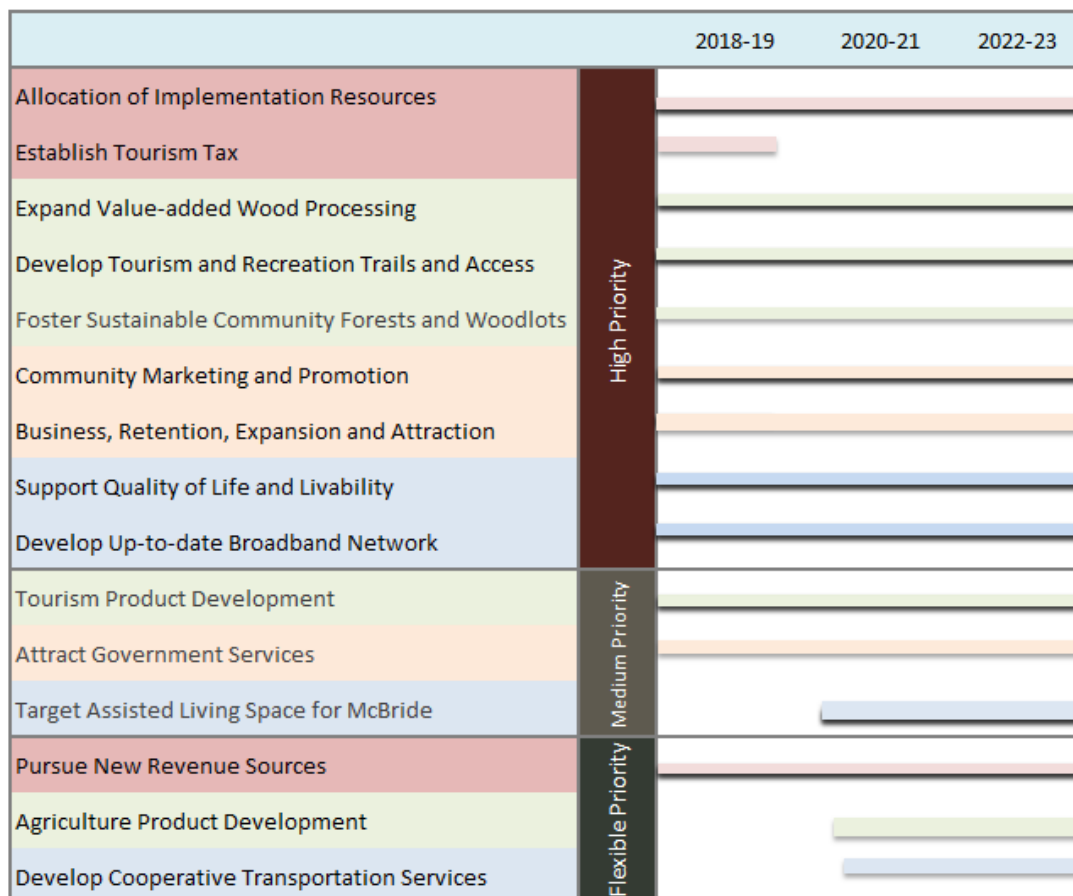 2018-19 2020-21 2022-23
Allocation of Implementation Resources
Establish Tourism Tax
Expand Value-added Wood Processing
Develop Tourism and Recreation Trails and Access
Foster Sustainable Community Forests and Woodlots
Community Marketing and Promotion
Business, Retention, Expansion and Attraction
Support Quality of Life and Livability
Develop Up-to-date Broadband Network
High Priority
Tourism Product Development
Attract Government Services
Target Assisted Living Space for McBride
Medium Priority
Pursue New Revenue Sources
Agriculture Product Development
Develop Cooperative Transportation Services
Flexible Priority